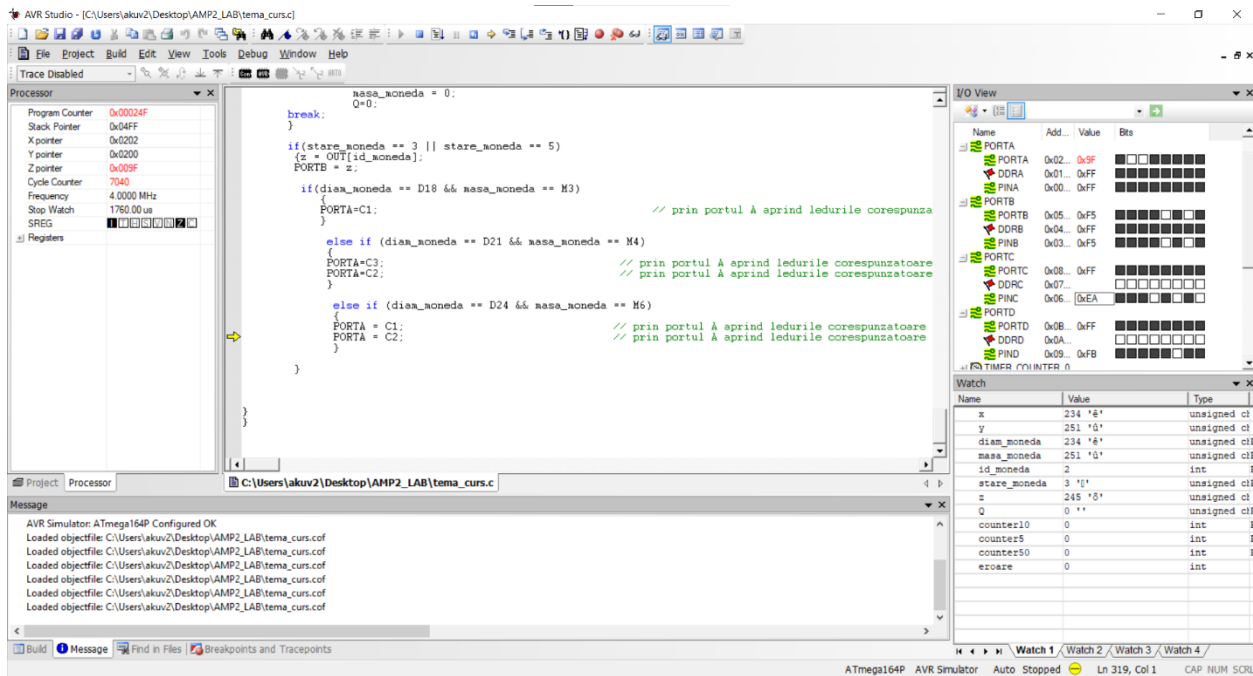 AVR Studio - [C:\Users\akuv2\Desktop\AMP2_LAB\tema_curs.c]
File Project Build Edit View Tools Debug Window Help
Trace Disabled
Processor
Program Counter 0x00024F
Stack Pointer 0x04FF
X pointer 0x0202
Y pointer 0x0200
Z pointer 0x009F
Cycle Counter 7040
Frequency 4.0000 MHz
Stop Watch 1760.00 us
SREG I T H S V N Z C
Registers
Project Processor
masa_moneda = 0;
Q=0;
break;
}
if(stare_moneda == 3 || stare_moneda == 5)
{z = OUT[id_moneda];
PORTB = z;
if(diam_moneda == D18 && masa_moneda == M3)
{
PORTA=C1; // prin portul A aprind ledurile corespunza
}
else if (diam_moneda == D21 && masa_moneda == M4)
{
PORTA=C3; // prin portul A aprind ledurile corespunzatoare
PORTA=C2; // prin portul A aprind ledurile corespunzatoare
}
else if (diam_moneda == D24 && masa_moneda == M6)
{
PORTA = C1; // prin portul A aprind ledurile corespunzatoare
PORTA = C2; // prin portul A aprind ledurile corespunzatoare
}
}
}
}
C:\Users\akuv2\Desktop\AMP2_LAB\tema_curs.c
I/O View
Name Add... Value Bits
PORTA
PORTA 0x02... 0x9F
DDRA 0x01... 0xFF
PINA 0x00... 0xFF
PORTB
PORTB 0x05... 0xF5
DDRB 0x04... 0xFF
PINB 0x03... 0xF5
PORTC
PORTC 0x08... 0xFF
DDRC 0x07...
PINC 0x06... 0xEA
PORTD
PORTD 0x0B... 0xFF
DDRD 0x0A...
PIND 0x09... 0xFB
TIMER_COUNTER_0
Watch
Name Value Type
x 234 'ê' unsigned ch
y 251 'û' unsigned ch
diam_moneda 234 'ê' unsigned ch
masa_moneda 251 'û' unsigned ch
id_moneda 2 int
stare_moneda 3 '▯' unsigned ch
z 245 'õ' unsigned ch
Q 0 '' unsigned ch
counter10 0 int
counter5 0 int
counter50 0 int
eroare 0 int
Watch 1 Watch 2 Watch 3 Watch 4
Message
AVR Simulator: ATmega164P Configured OK
Loaded objectfile: C:\Users\akuv2\Desktop\AMP2_LAB\tema_curs.cof
Loaded objectfile: C:\Users\akuv2\Desktop\AMP2_LAB\tema_curs.cof
Loaded objectfile: C:\Users\akuv2\Desktop\AMP2_LAB\tema_curs.cof
Loaded objectfile: C:\Users\akuv2\Desktop\AMP2_LAB\tema_curs.cof
Loaded objectfile: C:\Users\akuv2\Desktop\AMP2_LAB\tema_curs.cof
Loaded objectfile: C:\Users\akuv2\Desktop\AMP2_LAB\tema_curs.cof
Build Message Find in Files Breakpoints and Tracepoints
ATmega164P AVR Simulator Auto Stopped Ln 319, Col 1 CAP NUM SCRL